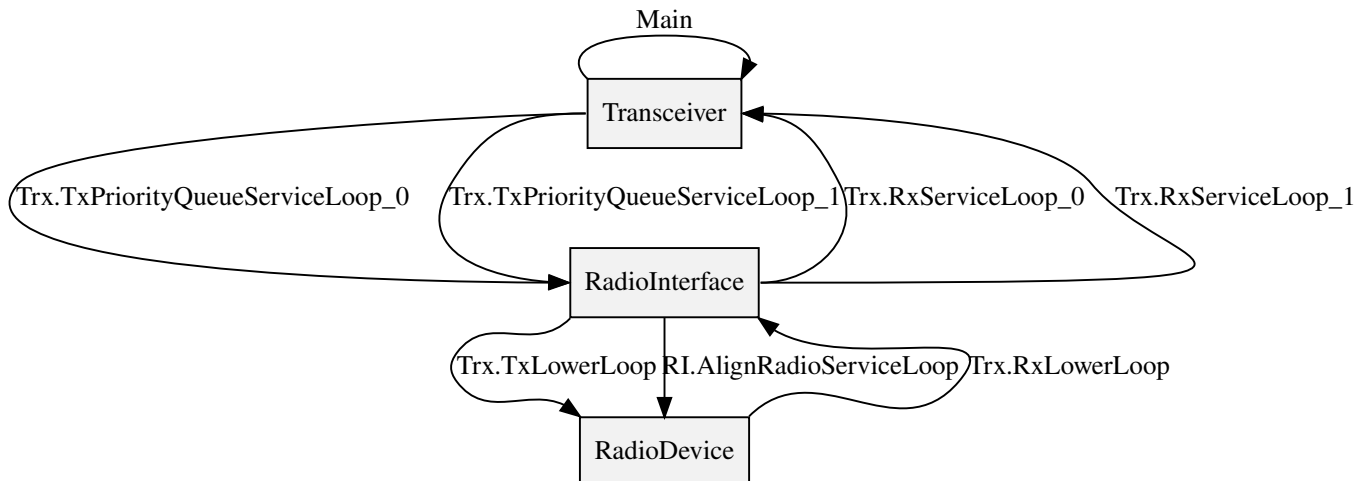 Main
Transceiver
Trx.TxPriorityQueueServiceLoop_0
Trx.TxPriorityQueueServiceLoop_1
Trx.RxServiceLoop_0
Trx.RxServiceLoop_1
RadioInterface
Trx.TxLowerLoop
RI.AlignRadioServiceLoop
Trx.RxLowerLoop
RadioDevice